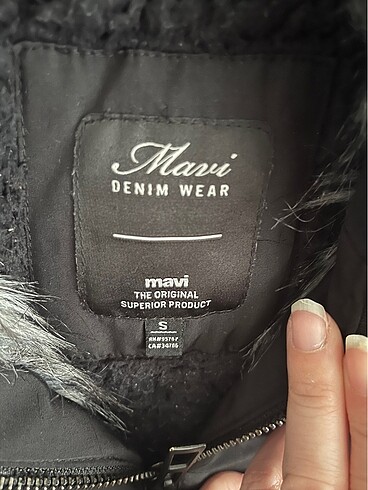 Mavi
DENIM WEAR
mavi
THE ORIGINAL
SUPERIOR PRODUCT
S